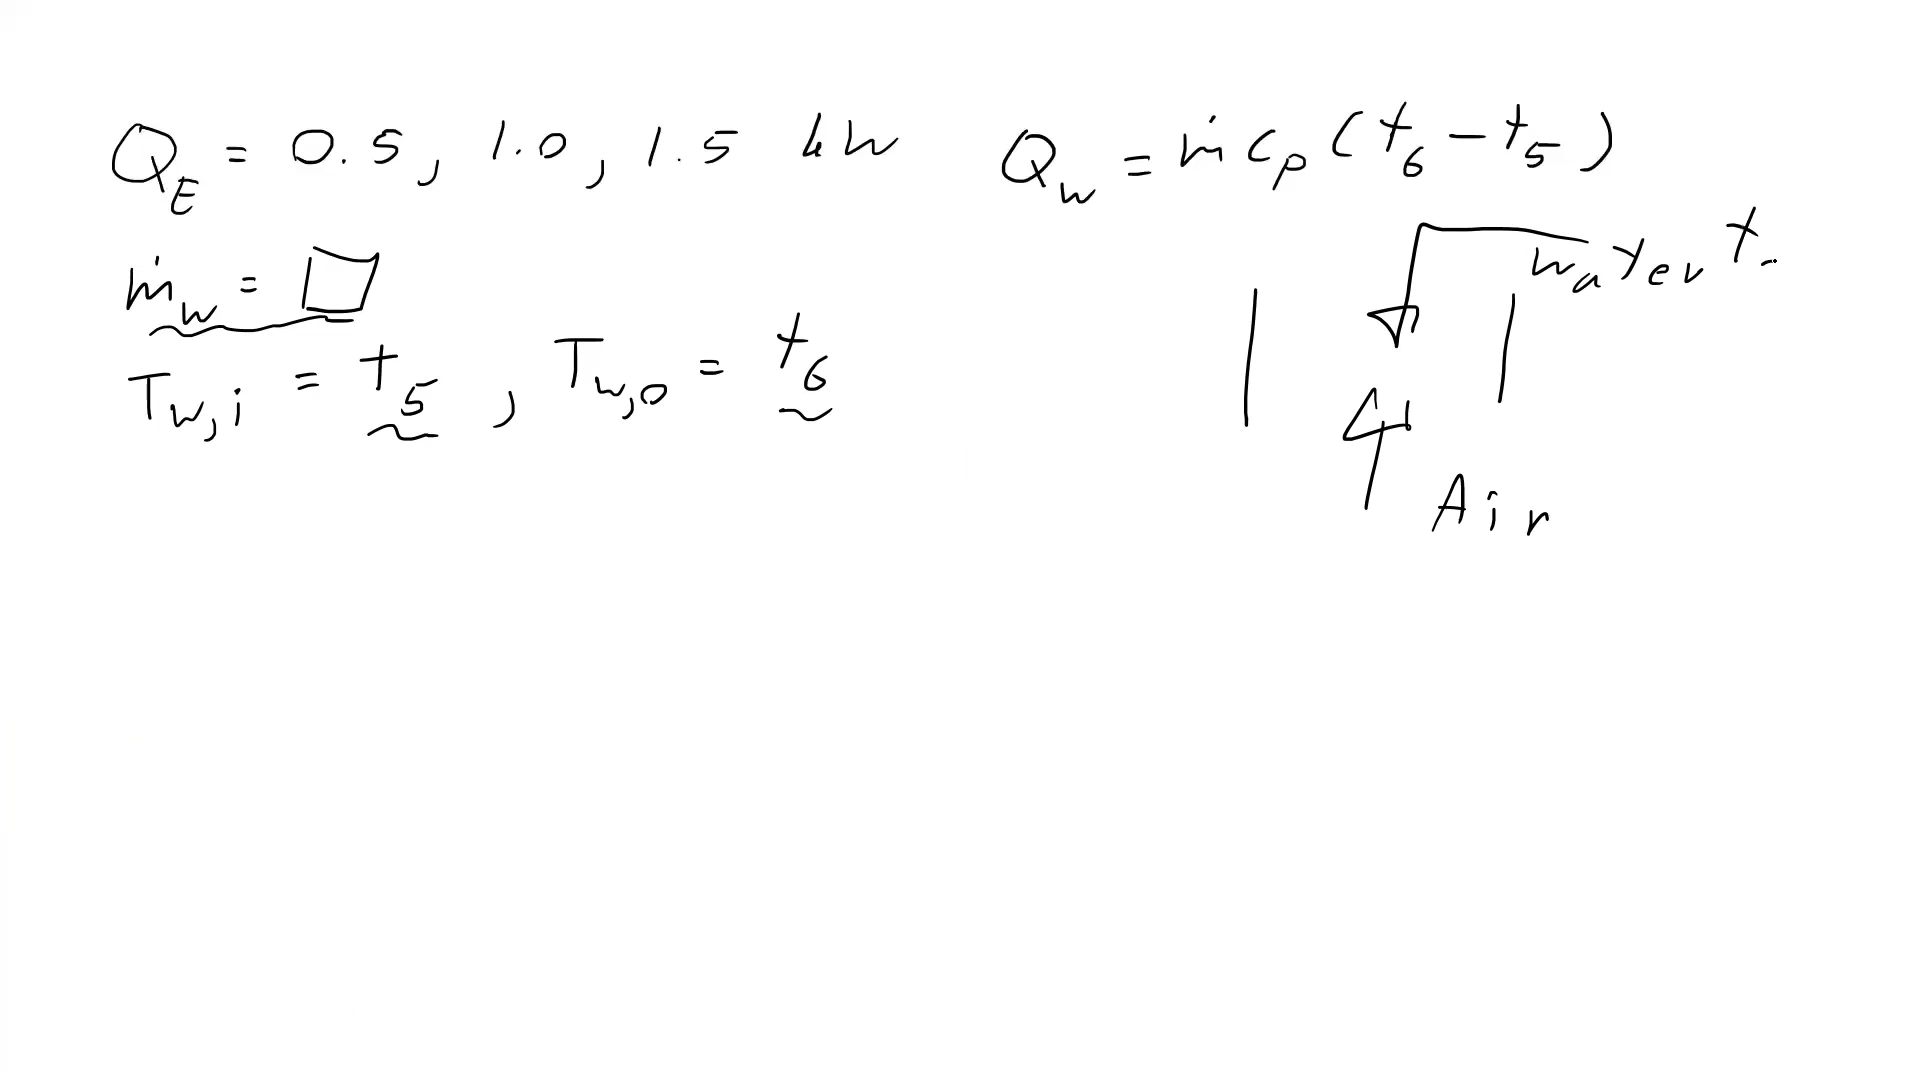 Q_E = 0.5, 1.0, 1.5 kW
ṁ_w = □
T_w,i = t_5 , T_w,o = t_6
Q_w = ṁ c_p (t_6 - t_5)
water t
Air